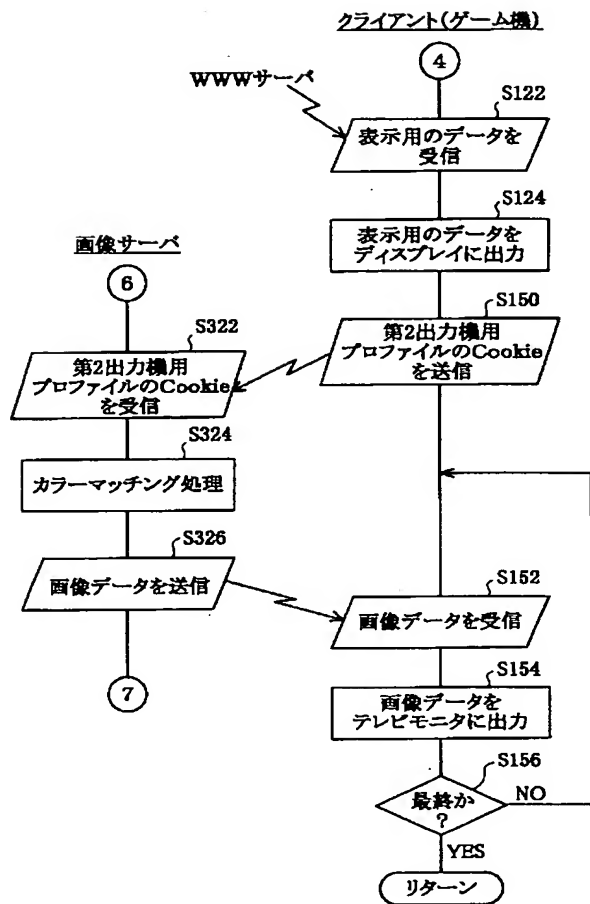 クライアント(ゲーム機)
4
WWWサーバ
S122
表示用のデータを
受信
S124
表示用のデータを
ディスプレイに出力
画像サーバ
6
S150
第2出力機用
プロファイルのCookie
を送信
S322
第2出力機用
プロファイルのCookie
を受信
S324
カラーマッチング処理
S326
画像データを送信
S152
画像データを受信
7
S154
画像データを
テレビモニタに出力
S156
最終か
?
NO
YES
リターン